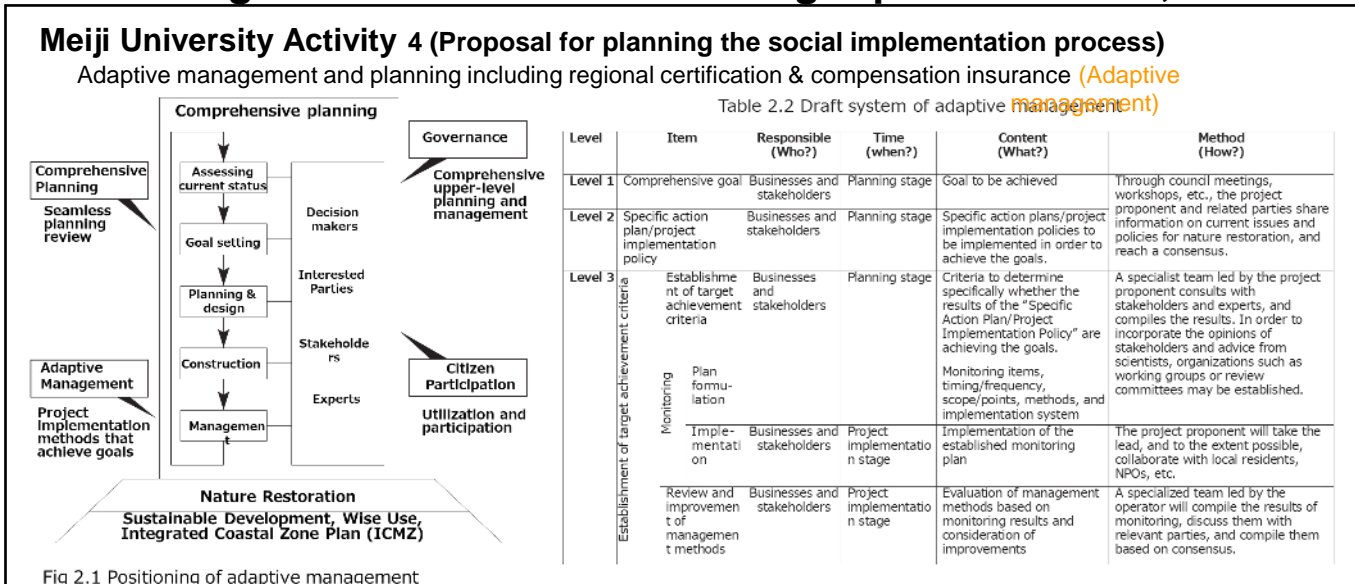 Meiji University Activity 4 (Proposal for planning the social implementation process)
Adaptive management and planning including regional certification & compensation insurance (Adaptive
management)
Comprehensive planning
Assessing
current status
Goal setting
Planning &
design
Construction
Managemen
t
Decision
makers
Interested
Parties
Stakeholde
rs
Experts
Comprehensive
Planning
Seamless
planning
review
Adaptive
Management
Project
Implementation
methods that
achieve goals
Governance
Comprehensive
upper-level
planning and
management
Citizen
Participation
Utilization and
participation
Nature Restoration
Sustainable Development, Wise Use,
Integrated Coastal Zone Plan (ICMZ)
Fig 2.1 Positioning of adaptive management
Table 2.2 Draft system of adaptive management
Level
Item
Responsible
(Who?)
Time
(when?)
Content
(What?)
Method
(How?)
Level 1
Comprehensive goal
Businesses and
stakeholders
Planning stage
Goal to be achieved
Through council meetings,
workshops, etc., the project
proponent and related parties share
information on current issues and
policies for nature restoration, and
reach a consensus.
Level 2
Specific action
plan/project
implementation
policy
Businesses and
stakeholders
Planning stage
Specific action plans/project
implementation policies to
be implemented in order to
achieve the goals.
Level 3
Establishment of target achievement criteria
Establishme
nt of target
achievement
criteria
Businesses
and
stakeholders
Planning stage
Criteria to determine
specifically whether the
results of the "Specific
Action Plan/Project
Implementation Policy" are
achieving the goals.
A specialist team led by the project
proponent consults with
stakeholders and experts, and
compiles the results. In order to
incorporate the opinions of
stakeholders and advice from
scientists, organizations such as
working groups or review
committees may be established.
Monitoring
Plan
formu-
lation
Monitoring items,
timing/frequency,
scope/points, methods, and
implementation system
Imple-
mentati
on
Businesses and
stakeholders
Project
implementatio
n stage
Implementation of the
established monitoring
plan
The project proponent will take the
lead, and to the extent possible,
collaborate with local residents,
NPOs, etc.
Review and
improvemen
t of
managemen
t methods
Businesses and
stakeholders
Project
implementatio
n stage
Evaluation of management
methods based on
monitoring results and
consideration of
improvements
A specialized team led by the
operator will compile the results of
monitoring, discuss them with
relevant parties, and compile them
based on consensus.